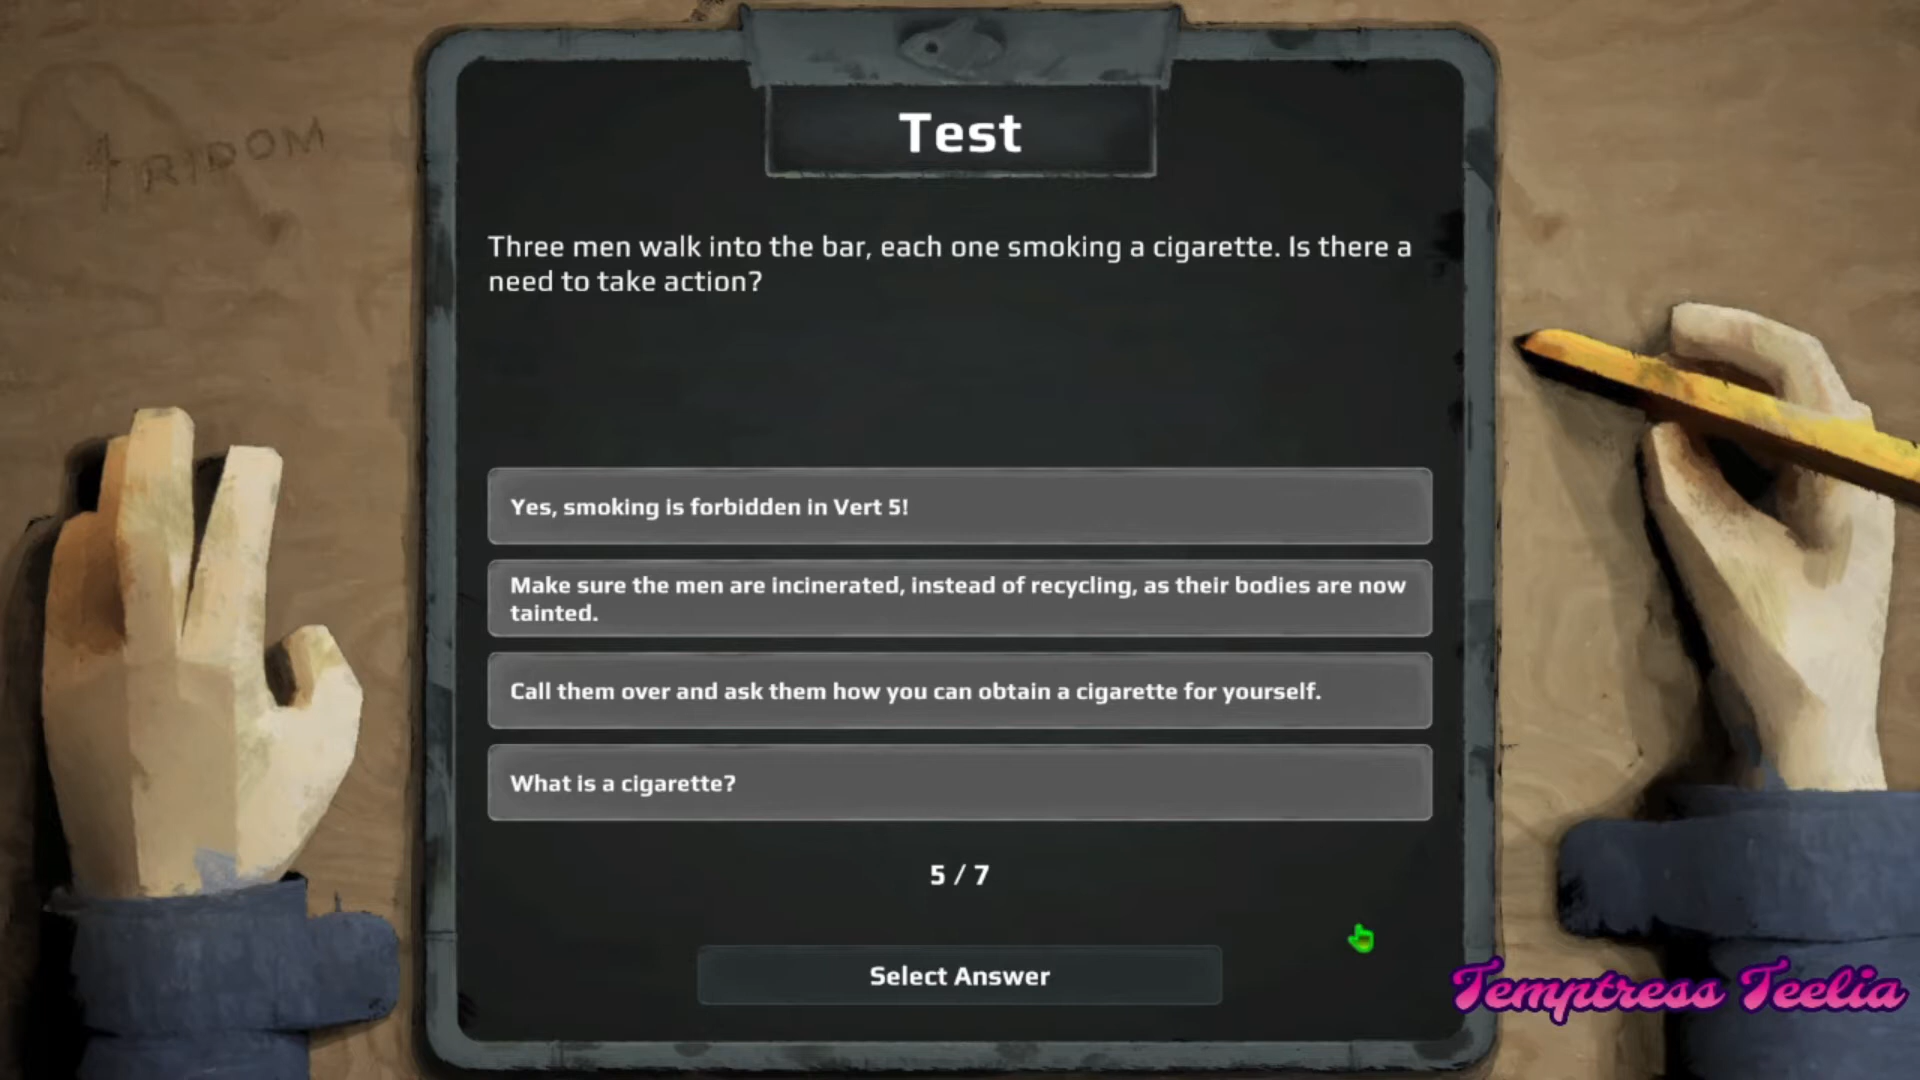 Test
TRIDOM
Three men walk into the bar, each one smoking a cigarette. Is there a
need to take action?
Yes, smoking is forbidden in Vert 5!
Make sure the men are incinerated, instead of recycling, as their bodies are now
tainted.
Call them over and ask them how you can obtain a cigarette for yourself.
What is a cigarette?
5 / 7
Select Answer
Temptress Teelia